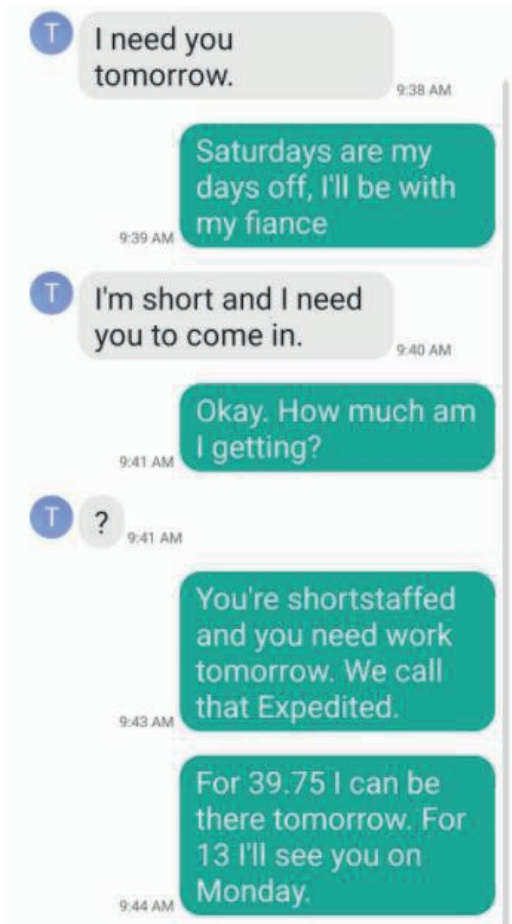 T
I need you
tomorrow.
9:38 AM
Saturdays are my
days off, I'll be with
my fiance
9:39 AM
T
I'm short and I need
you to come in.
9:40 AM
Okay. How much am
I getting?
9:41 AM
T
?
9:41 AM
You're shortstaffed
and you need work
tomorrow. We call
that Expedited.
9:43 AM
For 39.75 I can be
there tomorrow. For
13 I'll see you on
Monday.
9:44 AM